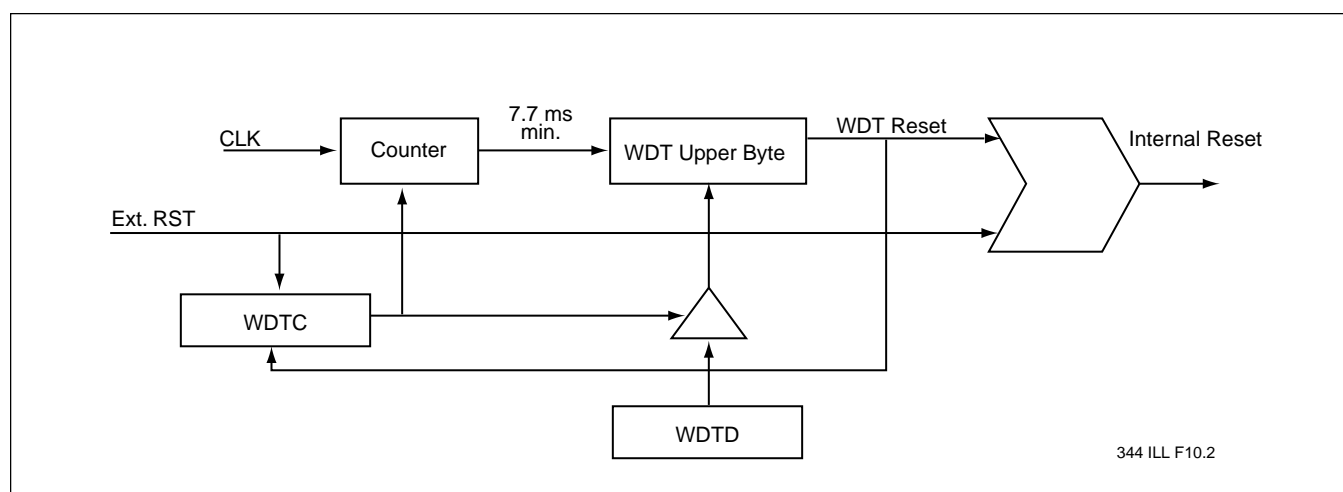 CLK
Counter
7.7 ms
min.
WDT Upper Byte
WDT Reset
Internal Reset
Ext. RST
WDTC
WDTD
344 ILL F10.2